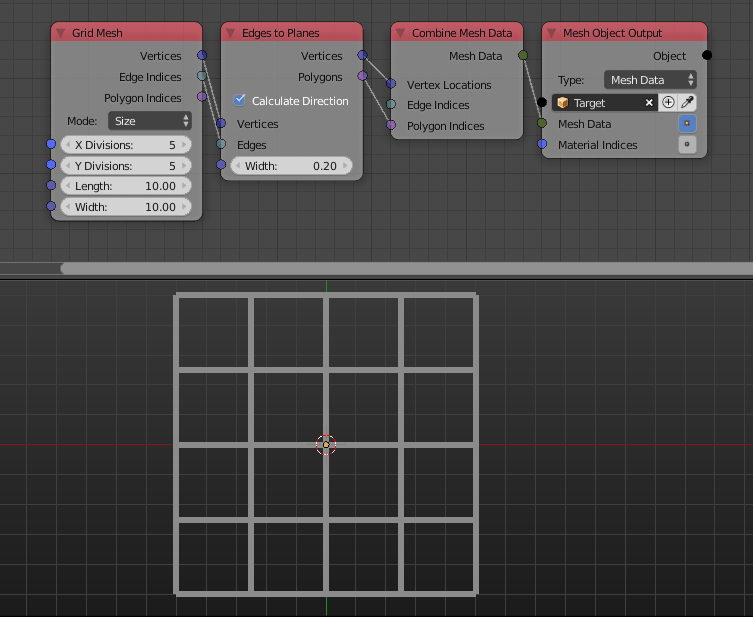 Grid Mesh
Vertices
Edge Indices
Polygon Indices
Mode: Size
X Divisions: 5
Y Divisions: 5
Length: 10.00
Width: 10.00
Edges to Planes
Vertices
Polygons
Calculate Direction
Vertices
Edges
Width: 0.20
Combine Mesh Data
Mesh Data
Vertex Locations
Edge Indices
Polygon Indices
Mesh Object Output
Object
Type: Mesh Data
Target
Mesh Data
Material Indices